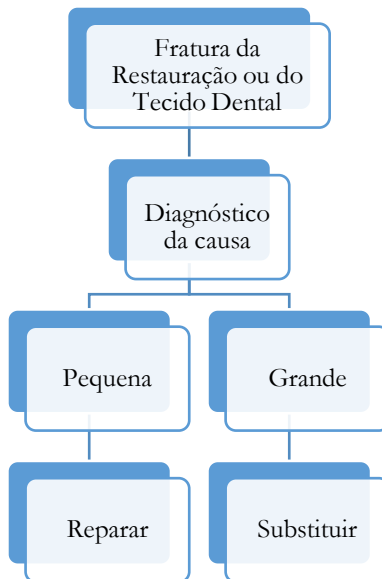 Fratura da
Restauração ou do
Tecido Dental
Diagnóstico
da causa
Pequena
Grande
Reparar
Substituir